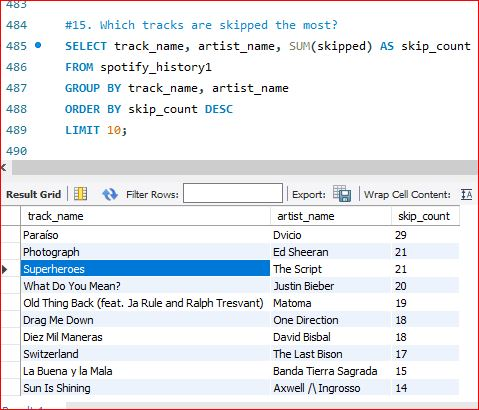 483
484 #15. Which tracks are skipped the most?
485 SELECT track_name, artist_name, SUM(skipped) AS skip_count
486 FROM spotify_history1
487 GROUP BY track_name, artist_name
488 ORDER BY skip_count DESC
489 LIMIT 10;
490
Result Grid Filter Rows: Export: Wrap Cell Content: IA
track_name artist_name skip_count
Paraíso Dvicio 29
Photograph Ed Sheeran 21
Superheroes The Script 21
What Do You Mean? Justin Bieber 20
Old Thing Back (feat. Ja Rule and Ralph Tresvant) Matoma 19
Drag Me Down One Direction 18
Diez Mil Maneras David Bisbal 18
Switzerland The Last Bison 17
La Buena y la Mala Banda Tierra Sagrada 15
Sun Is Shining Axwell /\ Ingrosso 14